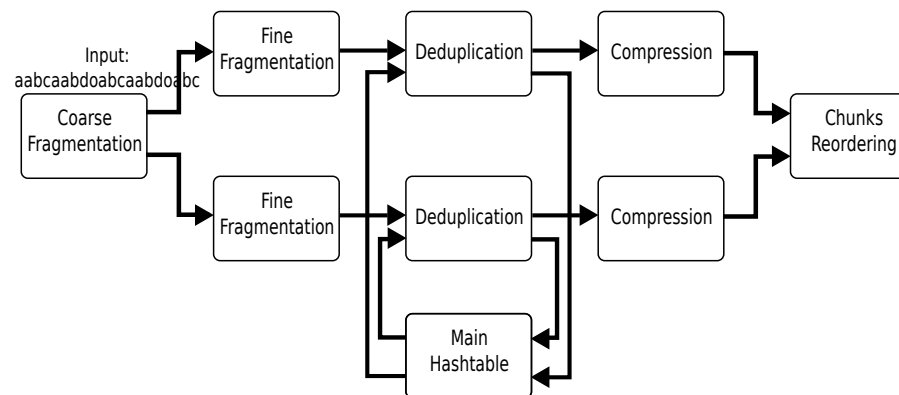 Input:
aabcaabdoabcaabdoabc
Coarse
Fragmentation
Fine
Fragmentation
Deduplication
Compression
Fine
Fragmentation
Deduplication
Compression
Chunks
Reordering
Main
Hashtable